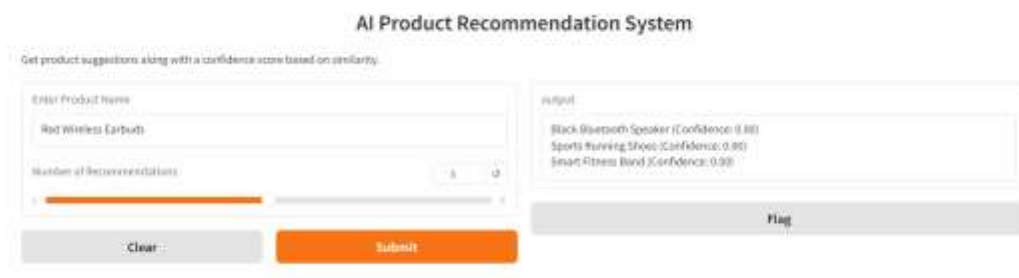 AI Product Recommendation System
Get product suggestions along with a confidence score based on similarity.
Enter Product Name
Red Wireless Earbuds
Number of Recommendations
Clear
Submit
output
Black Bluetooth Speaker (Confidence: 0.00)
Sports Running Shoes (Confidence: 0.00)
Smart Fitness Band (Confidence: 0.00)
Flag